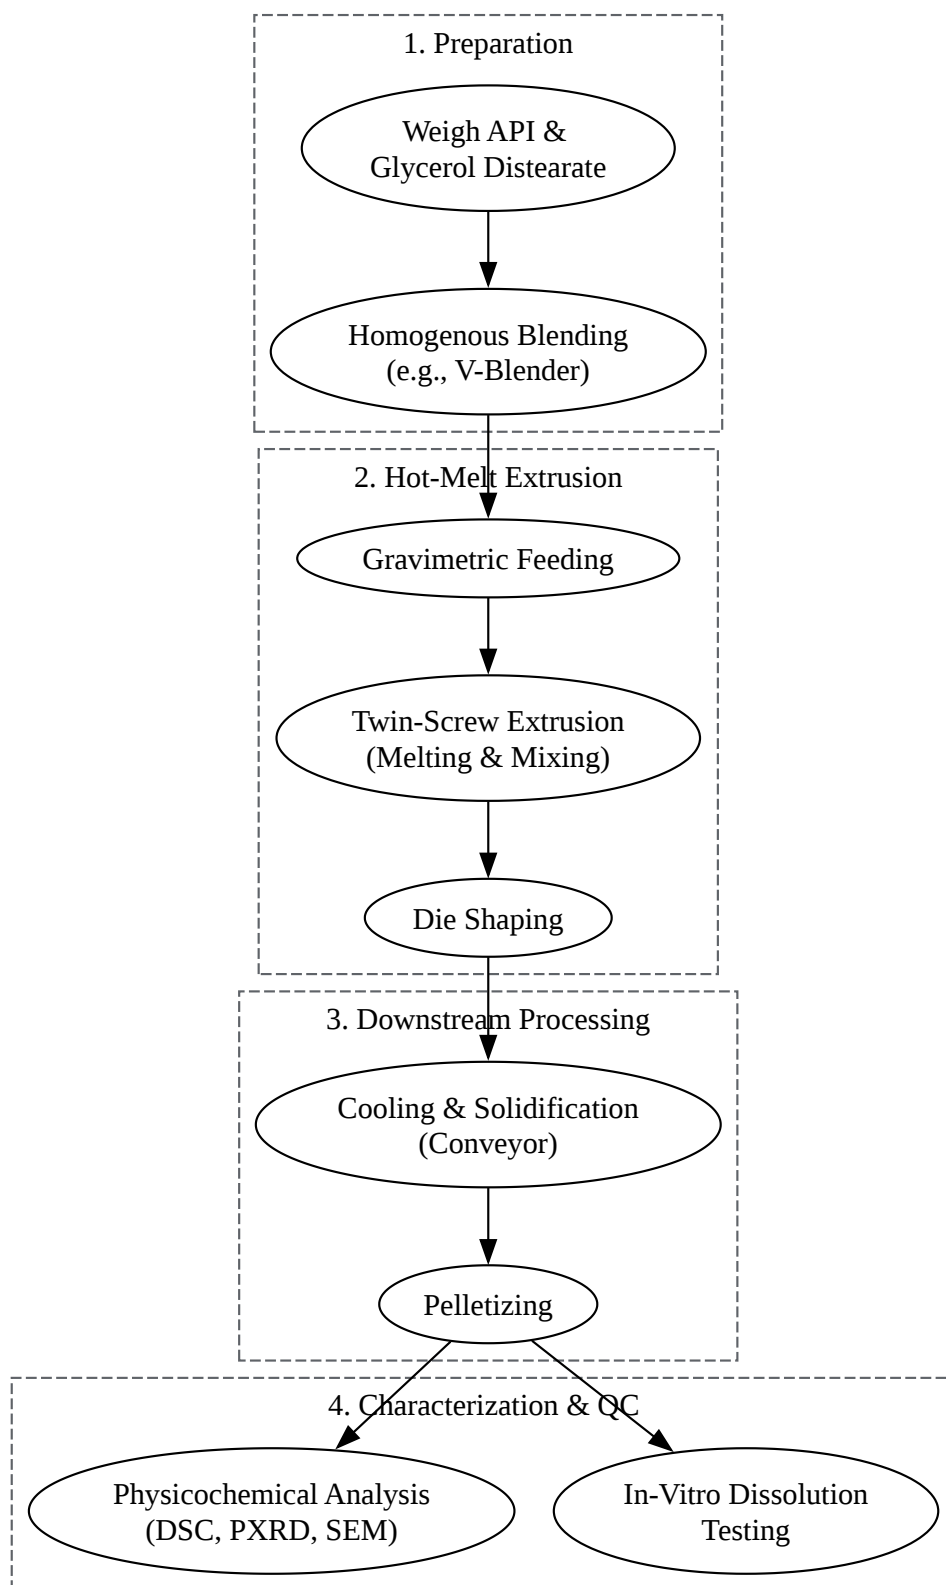 1. Preparation
Weigh API &
Glycerol Distearate
Homogenous Blending
(e.g., V-Blender)
2. Hot-Melt Extrusion
Gravimetric Feeding
Twin-Screw Extrusion
(Melting & Mixing)
Die Shaping
3. Downstream Processing
Cooling & Solidification
(Conveyor)
Pelletizing
4. Characterization & QC
Physicochemical Analysis
(DSC, PXRD, SEM)
In-Vitro Dissolution
Testing